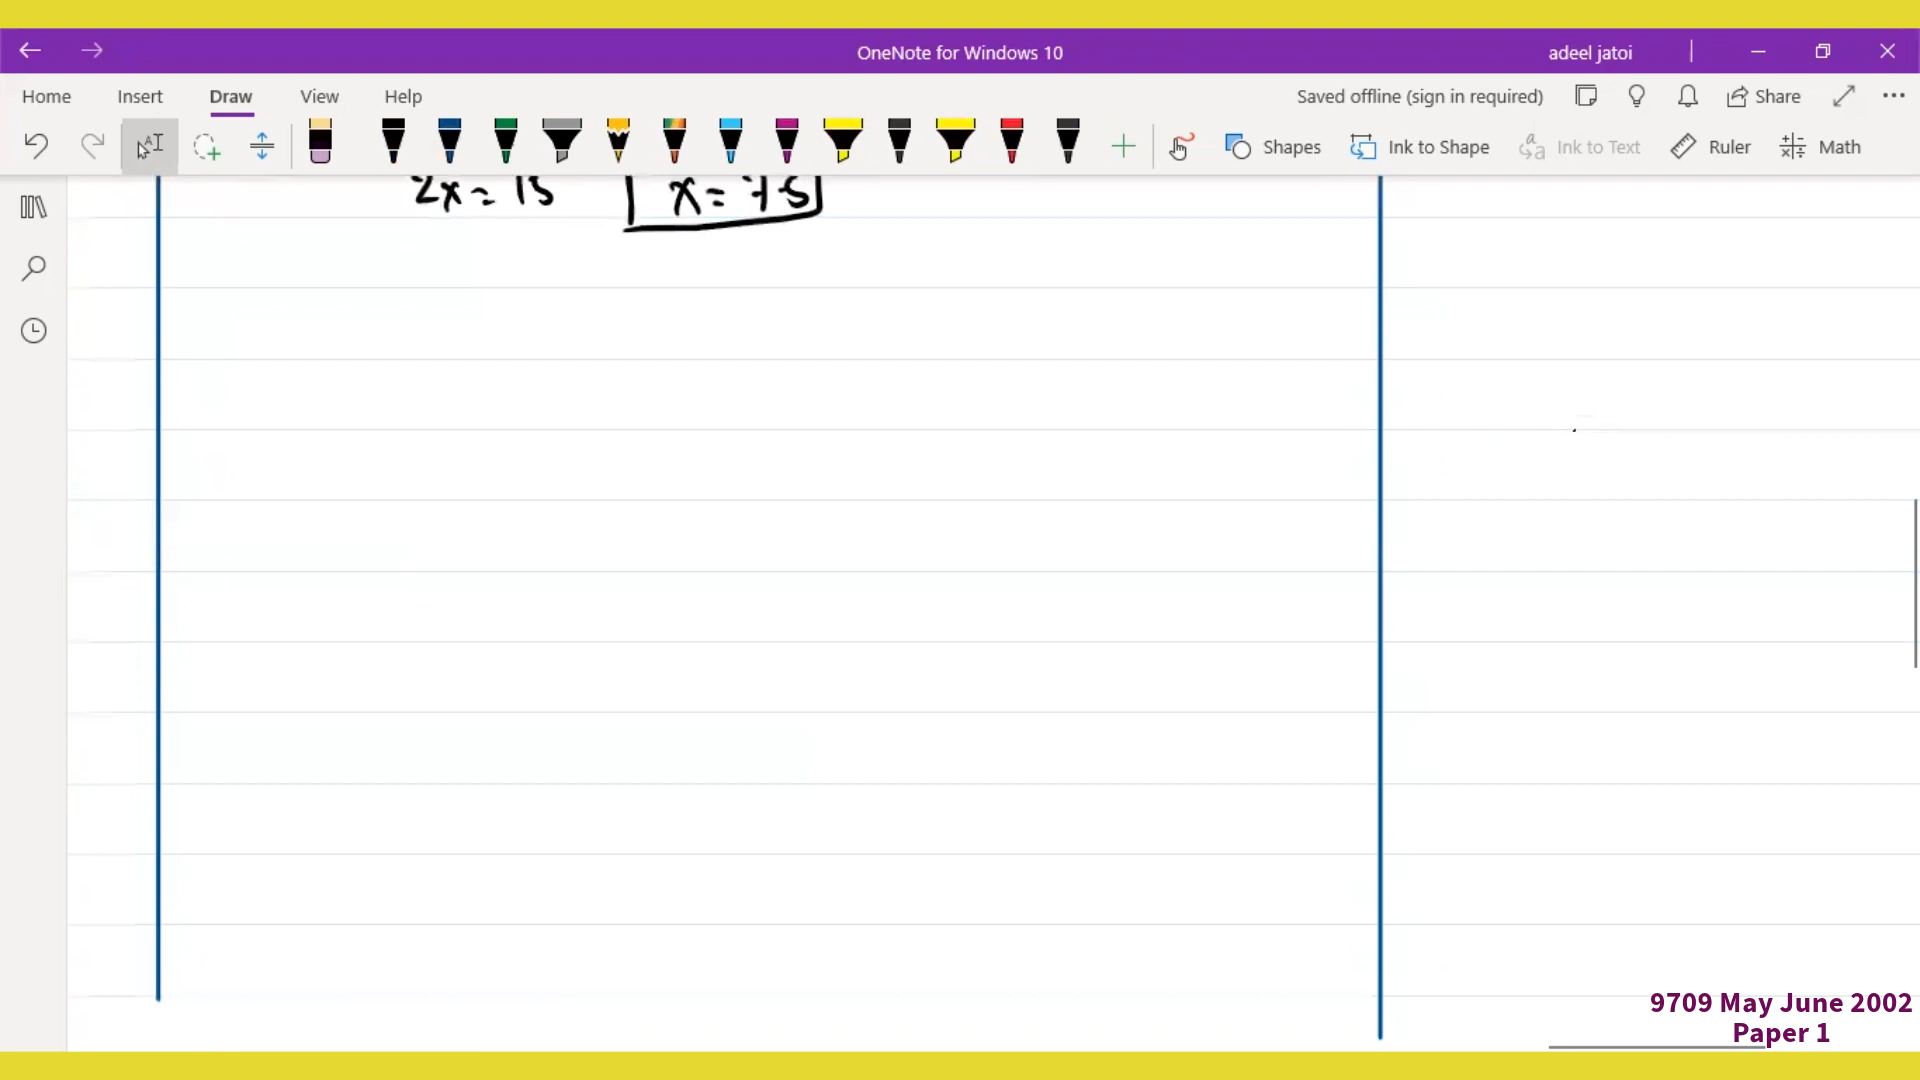 OneNote for Windows 10
adeel jatoi
Home Insert Draw View Help
Saved offline (sign in required)
Share
Shapes Ink to Shape Ink to Text Ruler Math
2x = 15 x = 7.5
9709 May June 2002
Paper 1